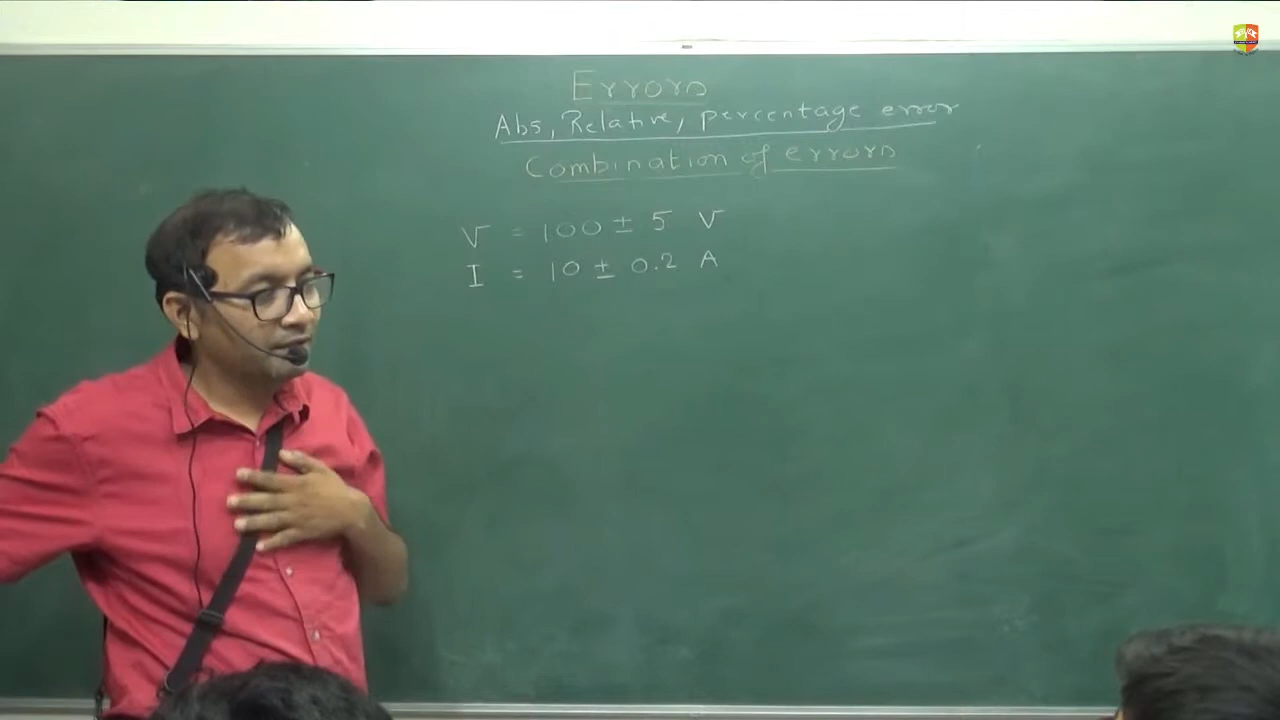 Errors
Abs, Relative, percentage error
Combination of errors
V = 100 ± 5 V
I = 10 ± 0.2 A